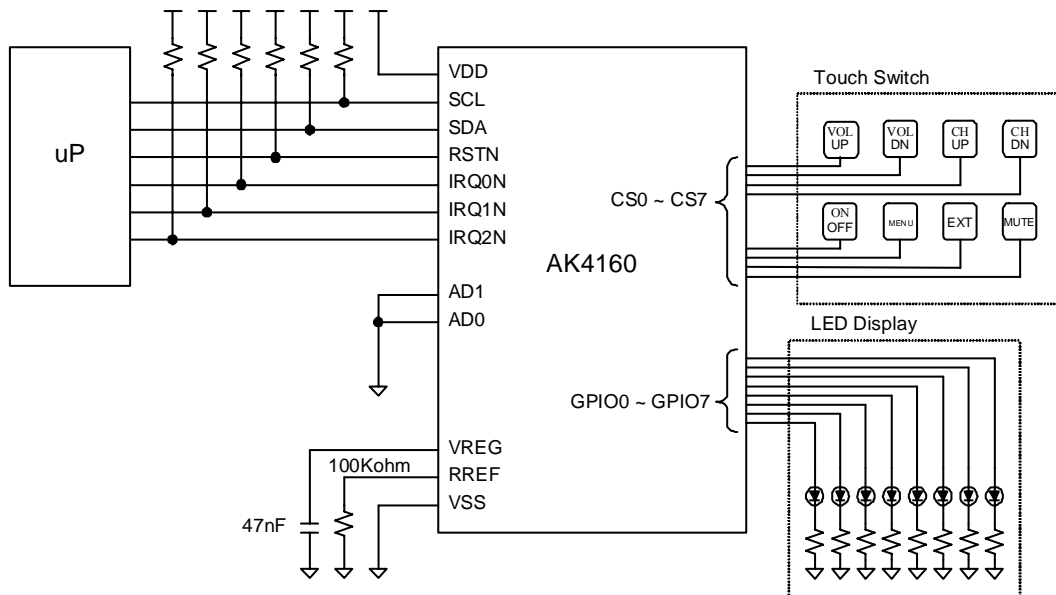 uP
VDD
SCL
SDA
RSTN
IRQ0N
IRQ1N
IRQ2N
AD1
AD0
VREG
100Kohm
RREF
VSS
47nF
AK4160
CS0 ~ CS7
GPIO0 ~ GPIO7
Touch Switch
VOL
UP
VOL
DN
CH
UP
CH
DN
ON
OFF
MENU
EXT
MUTE
LED Display